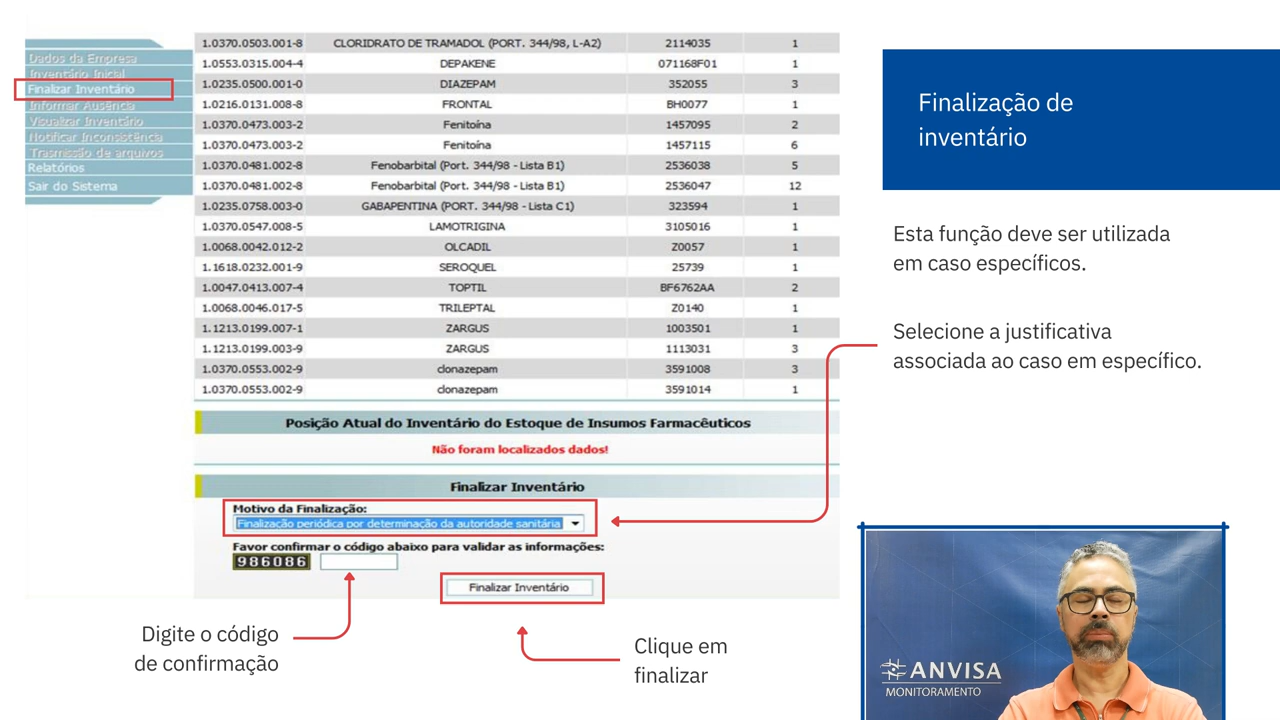 Dados da Empresa
Inventário Inicial
Finalizar Inventário
Informar Ausência
Visualizar Inventário
Notificar Inconsistência
Trasmissão de arquivos
Relatórios
Sair do Sistema
1.0370.0503.001-8 CLORIDRATO DE TRAMADOL (PORT. 344/98, L-A2) 2114035 1
1.0553.0315.004-4 DEPAKENE 071168F01 1
1.0235.0500.001-0 DIAZEPAM 352055 3
1.0216.0131.008-8 FRONTAL BH0077 1
1.0370.0473.003-2 Fenitoína 1457095 2
1.0370.0473.003-2 Fenitoína 1457115 6
1.0370.0481.002-8 Fenobarbital (Port. 344/98 - Lista B1) 2536038 5
1.0370.0481.002-8 Fenobarbital (Port. 344/98 - Lista B1) 2536047 12
1.0235.0758.003-0 GABAPENTINA (PORT. 344/98 - Lista C1) 323594 1
1.0370.0547.008-5 LAMOTRIGINA 3105016 1
1.0068.0042.012-2 OLCADIL Z0057 1
1.1618.0232.001-9 SEROQUEL 25739 1
1.0047.0413.007-4 TOPTIL BF6762AA 2
1.0068.0046.017-5 TRILEPTAL Z0140 1
1.1213.0199.007-1 ZARGUS 1003501 1
1.1213.0199.003-9 ZARGUS 1113031 3
1.0370.0553.002-9 clonazepam 3591008 3
1.0370.0553.002-9 clonazepam 3591014 1
Posição Atual do Inventário do Estoque de Insumos Farmacêuticos
Não foram localizados dados!
Finalizar Inventário
Motivo da Finalização:
Finalização periódica por determinação da autoridade sanitária
Favor confirmar o código abaixo para validar as informações:
986086
Finalizar Inventário
Digite o código
de confirmação
Clique em
finalizar
Finalização de
inventário
Esta função deve ser utilizada
em caso específicos.
Selecione a justificativa
associada ao caso em específico.
ANVISA
MONITORAMENTO